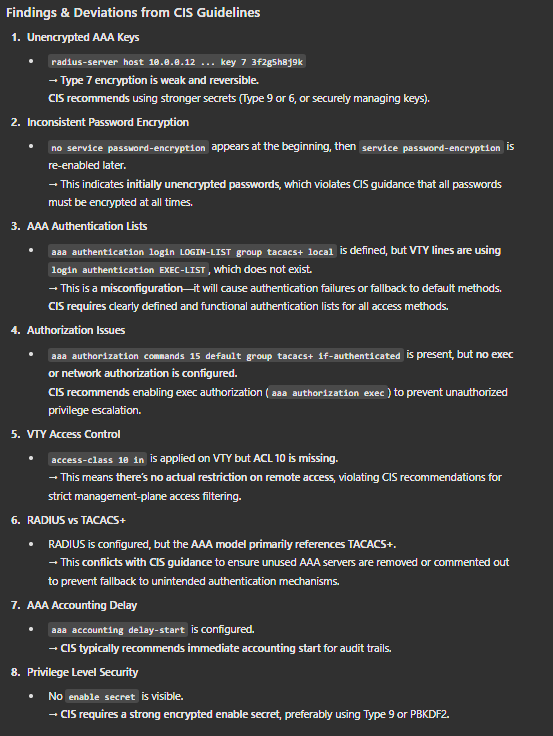 Findings & Deviations from CIS Guidelines
1. Unencrypted AAA Keys
• radius-server host 10.0.0.12 ... key 7 3f2g5h8j9k
→ Type 7 encryption is weak and reversible.
CIS recommends using stronger secrets (Type 9 or 6, or securely managing keys).
2. Inconsistent Password Encryption
• no service password-encryption appears at the beginning, then service password-encryption is
re-enabled later.
→ This indicates initially unencrypted passwords, which violates CIS guidance that all passwords
must be encrypted at all times.
3. AAA Authentication Lists
• aaa authentication login LOGIN-LIST group tacacs+ local is defined, but VTY lines are using
login authentication EXEC-LIST, which does not exist.
→ This is a misconfiguration—it will cause authentication failures or fallback to default methods.
CIS requires clearly defined and functional authentication lists for all access methods.
4. Authorization Issues
• aaa authorization commands 15 default group tacacs+ if-authenticated is present, but no exec
or network authorization is configured.
CIS recommends enabling exec authorization (aaa authorization exec) to prevent unauthorized
privilege escalation.
5. VTY Access Control
• access-class 10 in is applied on VTY but ACL 10 is missing.
→ This means there's no actual restriction on remote access, violating CIS recommendations for
strict management-plane access filtering.
6. RADIUS vs TACACS+
• RADIUS is configured, but the AAA model primarily references TACACS+.
→ This conflicts with CIS guidance to ensure unused AAA servers are removed or commented out
to prevent fallback to unintended authentication mechanisms.
7. AAA Accounting Delay
• aaa accounting delay-start is configured.
→ CIS typically recommends immediate accounting start for audit trails.
8. Privilege Level Security
• No enable secret is visible.
→ CIS requires a strong encrypted enable secret, preferably using Type 9 or PBKDF2.